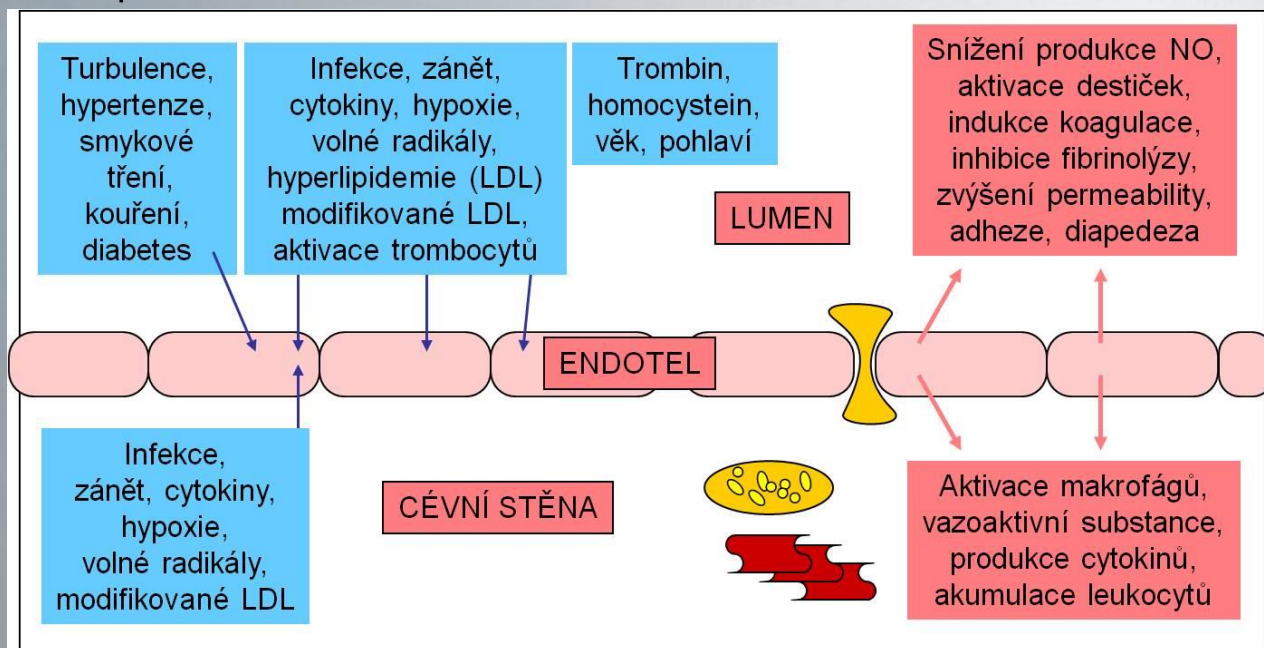 Turbulence,
hypertenze,
smykové
tření,
kouření,
diabetes
Infekce, zánět,
cytokiny, hypoxie,
volné radikály,
hyperlipidemie (LDL)
modifikované LDL,
aktivace trombocytů
Trombin,
homocystein,
věk, pohlaví
LUMEN
Snížení produkce NO,
aktivace destiček,
indukce koagulace,
inhibice fibrinolýzy,
zvýšení permeability,
adheze, diapedeza
ENDOTEL
Infekce,
zánět, cytokiny,
hypoxie,
volné radikály,
modifikované LDL
CÉVNÍ STĚNA
Aktivace makrofágů,
vazoaktivní substance,
produkce cytokinů,
akumulace leukocytů